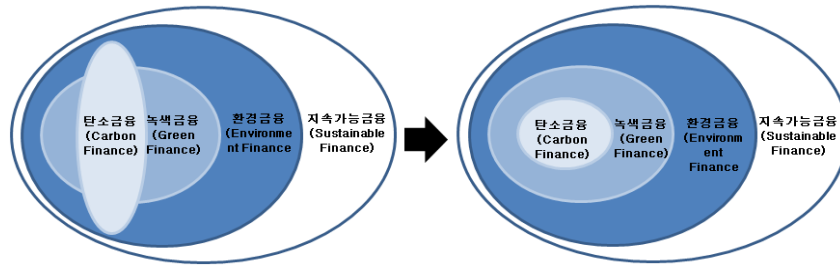 탄소금융
(Carbon
Finance)
녹색금융
(Green
Finance)
환경금융
(Environme
nt Finance
지속가능금융
(Sustainable
Finance)
탄소금융
(Carbon
Finance)
녹색금융
(Green
Finance)
환경금융
(Environm
ent
Finance
지속가능금융
(Sustainable
Finance)